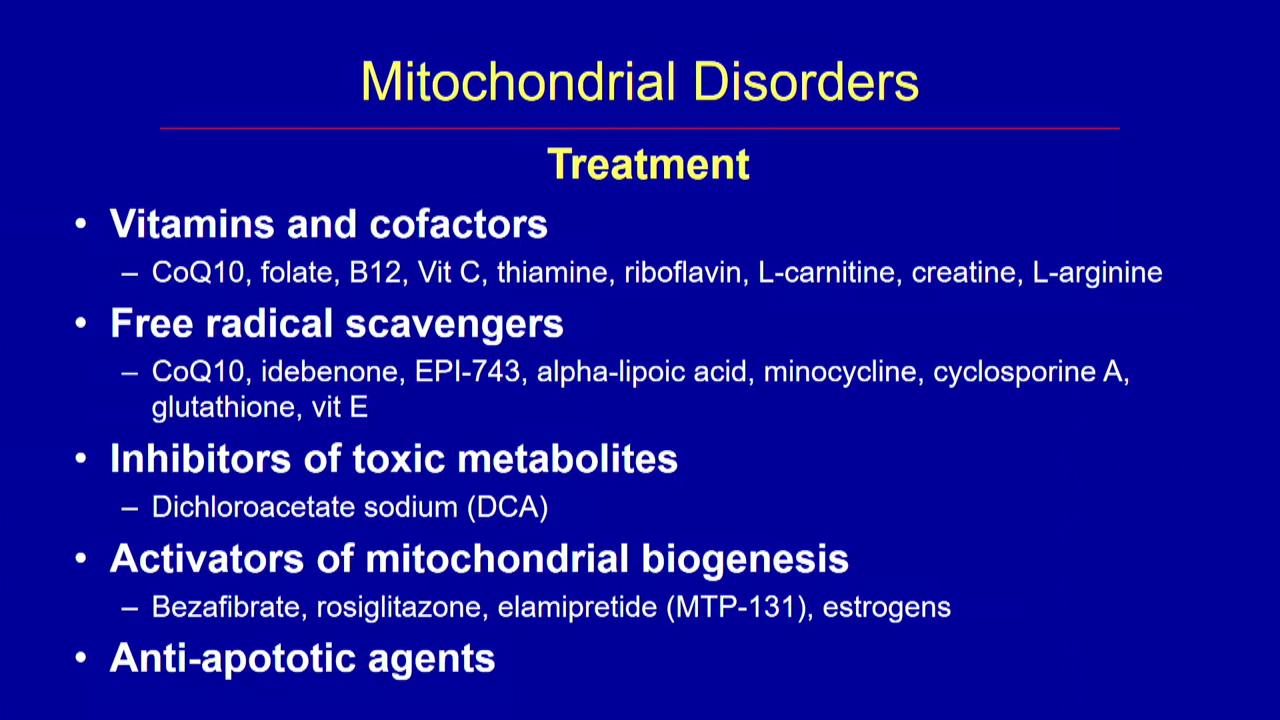 Mitochondrial Disorders
Treatment
• Vitamins and cofactors
– CoQ10, folate, B12, Vit C, thiamine, riboflavin, L-carnitine, creatine, L-arginine
• Free radical scavengers
– CoQ10, idebenone, EPI-743, alpha-lipoic acid, minocycline, cyclosporine A,
glutathione, vit E
• Inhibitors of toxic metabolites
– Dichloroacetate sodium (DCA)
• Activators of mitochondrial biogenesis
– Bezafibrate, rosiglitazone, elamipretide (MTP-131), estrogens
• Anti-apototic agents